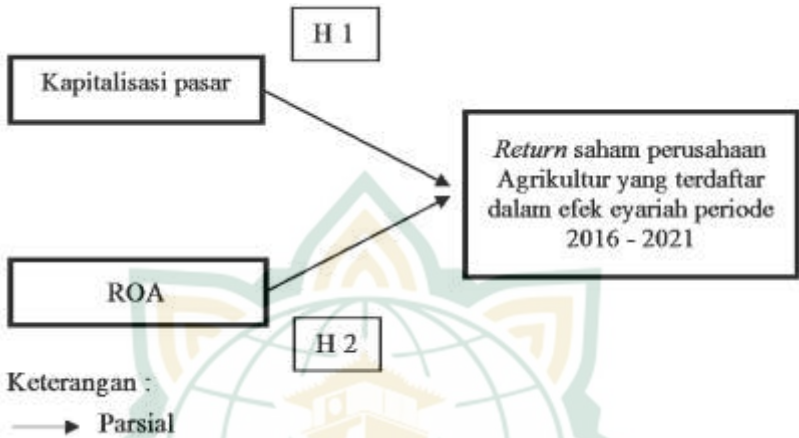 H 1
Kapitalisasi pasar
Return saham perusahaan
Agrikultur yang terdaftar
dalam efek eyariah periode
2016 - 2021
ROA
H 2
Keterangan :
Parsial